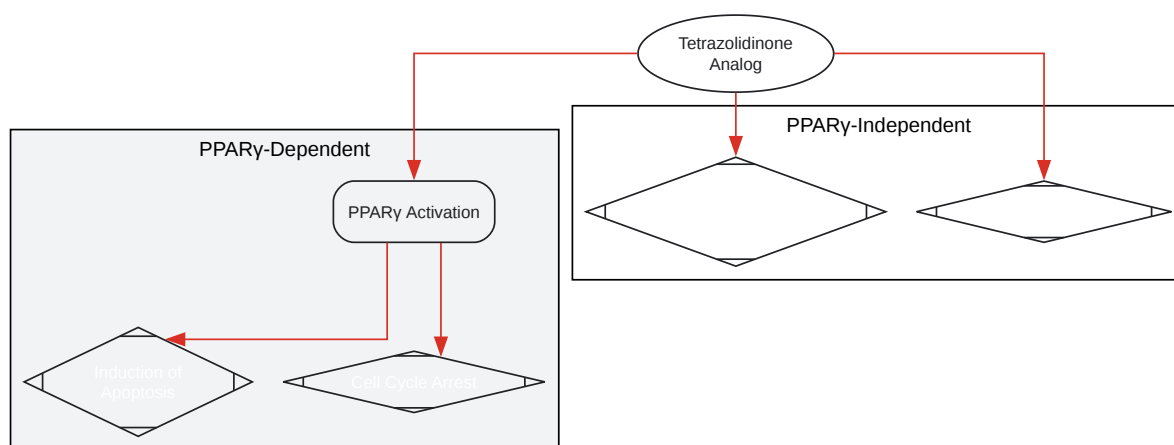 Tetrazolidinone
Analog
PPARγ-Independent
PPARγ-Dependent
PPARγ Activation
Induction of
Apoptosis
Cell Cycle Arrest